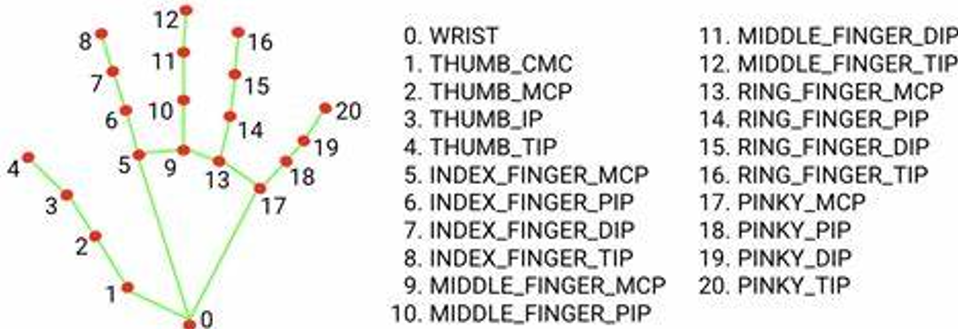 12
8
16
11
7
15
10
20
6
14
19
5
9
4
13
18
3
17
2
1
0
0. WRIST
1. THUMB_CMC
2. THUMB_MCP
3. THUMB_IP
4. THUMB_TIP
5. INDEX_FINGER_MCP
6. INDEX_FINGER_PIP
7. INDEX_FINGER_DIP
8. INDEX_FINGER_TIP
9. MIDDLE_FINGER_MCP
10. MIDDLE_FINGER_PIP
11. MIDDLE_FINGER_DIP
12. MIDDLE_FINGER_TIP
13. RING_FINGER_MCP
14. RING_FINGER_PIP
15. RING_FINGER_DIP
16. RING_FINGER_TIP
17. PINKY_MCP
18. PINKY_PIP
19. PINKY_DIP
20. PINKY_TIP